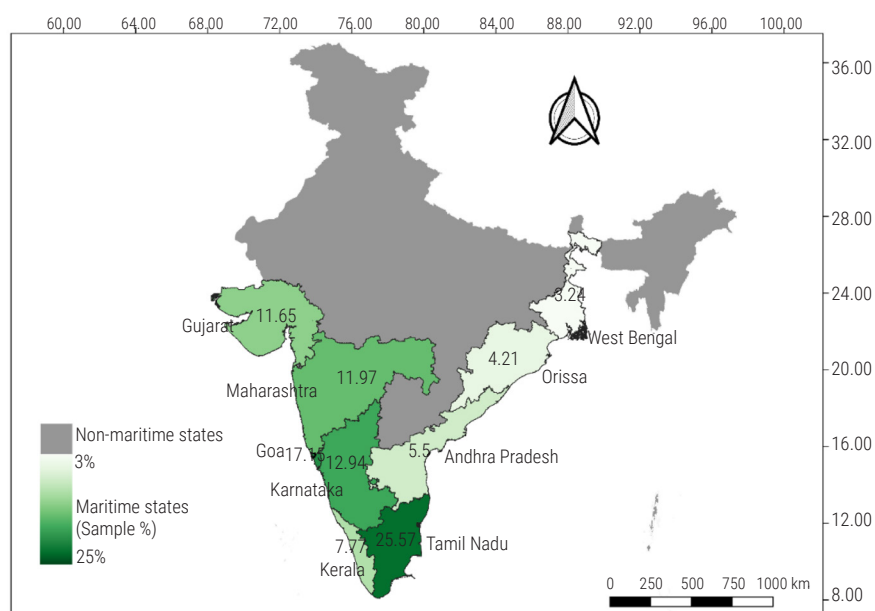 60.00 64.00 68.00 72.00 76.00 80.00 84.00 88.00 92.00 96.00 100.00
36.00
32.00
28.00
24.00
20.00
16.00
12.00
8.00
3.24
West Bengal
Gujarat
11.65
4.21
Orissa
Maharashtra
11.97
Non-maritime states
3%
Maritime states
(Sample %)
25%
Goa
12.94
5.5
Andhra Pradesh
Karnataka
7.77
Kerala
25.57
Tamil Nadu
0 250 500 750 1000 km